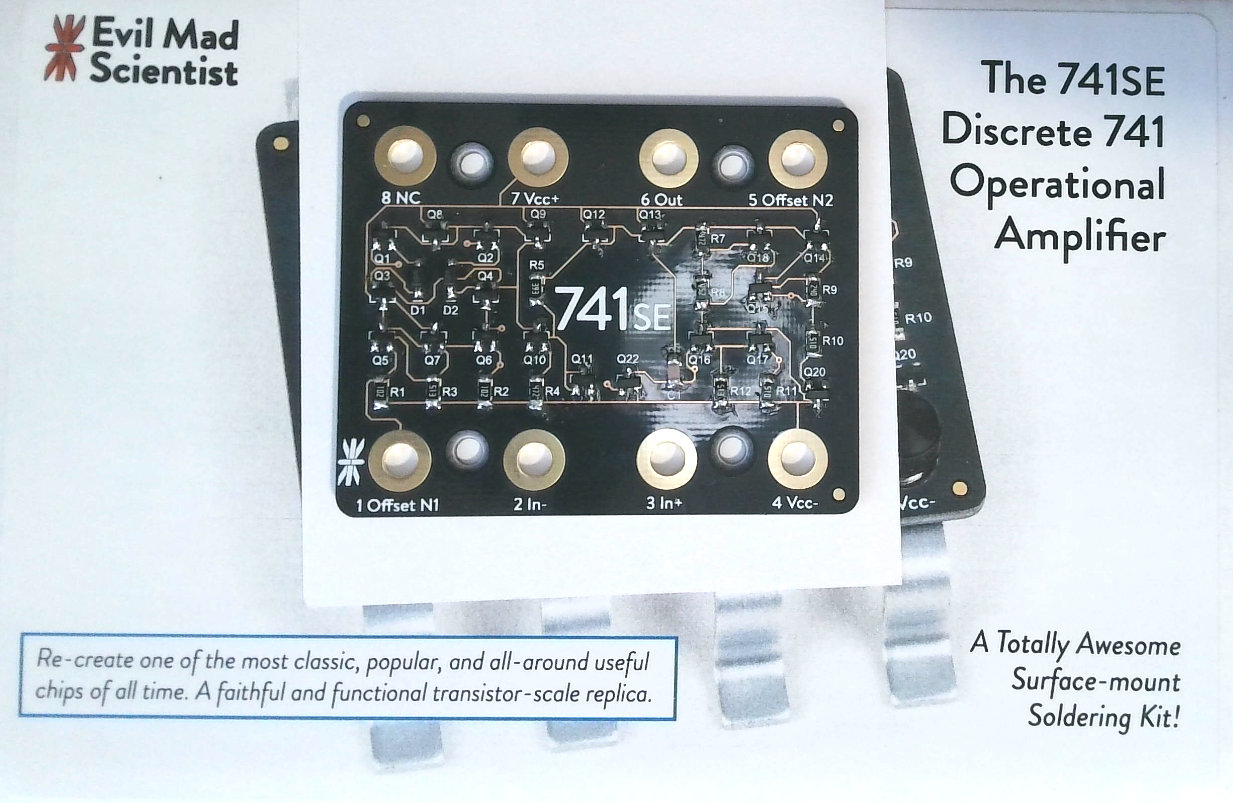 Evil Mad
Scientist
The 741SE
Discrete 741
Operational
Amplifier
8 NC
7 Vcc+
6 Out
5 Offset N2
Q8
Q9
Q12
Q13
R7
Q1
Q2
Q18
Q14
Q3
Q4
R5
R8
R9
R9
D1
D2
741SE
R10
R10
Q5
Q7
Q6
Q10
Q11
Q22
Q16
Q17
Q20
Q20
R1
R3
R2
R4
C1
R12
R11
1 Offset N1
2 In-
3 In+
4 Vcc-
Vcc-
Re-create one of the most classic, popular, and all-around useful
chips of all time. A faithful and functional transistor-scale replica.
A Totally Awesome
Surface-mount
Soldering Kit!